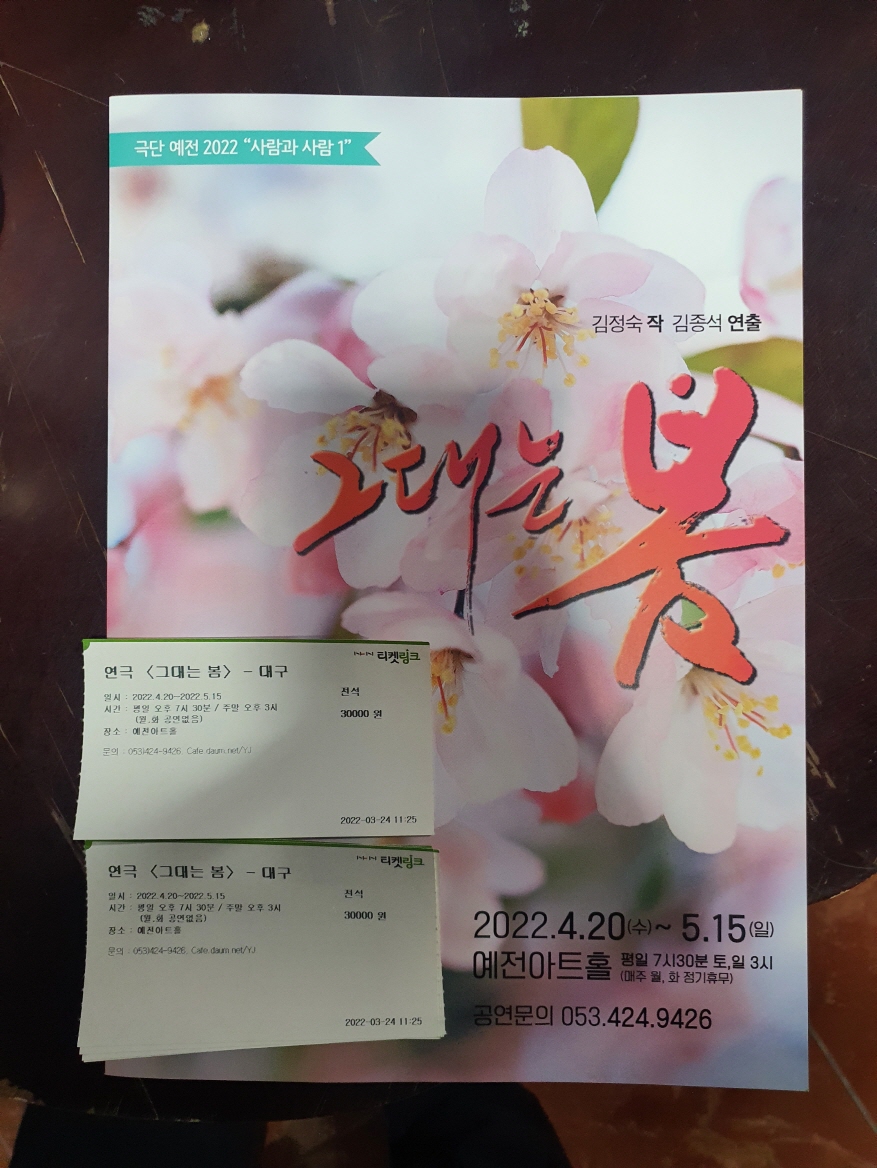 극단 예전 2022 "사람과 사람 1"
김정숙 작 김종석 연출
그대는 봄
티켓링크
연극 〈그대는 봄〉 - 대구
일시 : 2022.4.20~2022.5.15
시간 : 평일 오후 7시 30분 / 주말 오후 3시
(월.화 공연없음)
장소 : 예전아트홀
문의 : 053)424-9426. Cafe.daum.net/YJ
전석
30000 원
2022-03-24 11:25
티켓링크
연극 〈그대는 봄〉 - 대구
일시 : 2022.4.20~2022.5.15
시간 : 평일 오후 7시 30분 / 주말 오후 3시
(월.화 공연없음)
장소 : 예전아트홀
문의 : 053)424-9426. Cafe.daum.net/YJ
전석
30000 원
2022-03-24 11:25
2022.4.20(수)~ 5.15(일)
예전아트홀 평일 7시30분 토,일 3시
(매주 월, 화 정기휴무)
공연문의 053.424.9426